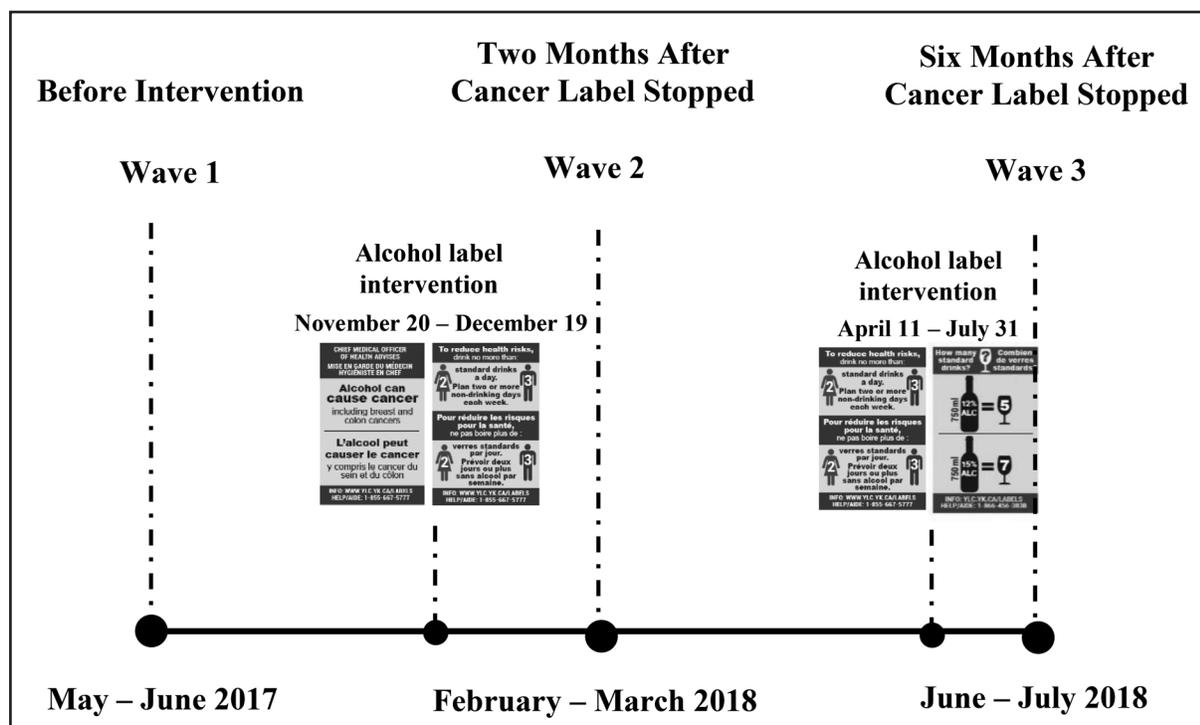 Before Intervention
Two Months After
Cancer Label Stopped
Six Months After
Cancer Label Stopped
Wave 1
Wave 2
Wave 3
Alcohol label
intervention
November 20 – December 19
CHIEF MEDICAL OFFICER
OF HEALTH ADVISES
MISE EN GARDE DU MÉDECIN
HYGIÉNISTE EN CHEF
Alcohol can
cause cancer
including breast and
colon cancers
L'alcool peut
causer le cancer
y compris le cancer du
sein et du côlon
INFO: WWW.YLC.YK.CA/LABELS
HELP/AIDE: 1-855-667-5777
To reduce health risks,
drink no more than:
2
3
standard drinks
a day.
Plan two or more
non-drinking days
each week.
Pour réduire les risques
pour la santé,
ne pas boire plus de :
2
3
verres standards
par jour.
Prévoir deux
jours ou plus
sans alcool par
semaine.
INFO: WWW.YLC.YK.CA/LABELS
HELP/AIDE: 1-855-667-5777
Alcohol label
intervention
April 11 – July 31
To reduce health risks,
drink no more than:
2
3
standard drinks
a day.
Plan two or more
non-drinking days
each week.
Pour réduire les risques
pour la santé,
ne pas boire plus de :
2
3
verres standards
par jour.
Prévoir deux
jours ou plus
sans alcool par
semaine.
INFO: WWW.YLC.YK.CA/LABELS
HELP/AIDE: 1-855-667-5777
How many
standard
drinks?
?
Combien
de verres
standards
750 ml
12%
ALC
= 5
750 ml
15%
ALC
= 7
INFO: YLC.YK.CA/LABELS
HELP/AIDE: 1-866-456-3838
May – June 2017
February – March 2018
June – July 2018